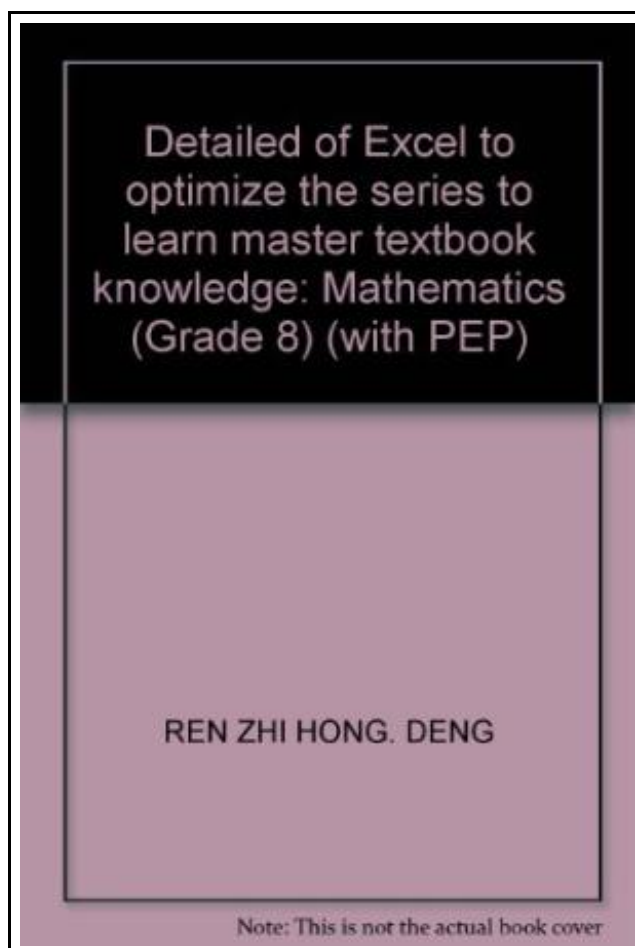 Detailed of Excel to
optimize the series to
learn master textbook
knowledge: Mathematics
(Grade 8) (with PEP)
REN ZHI HONG. DENG
Note: This is not the actual book cover